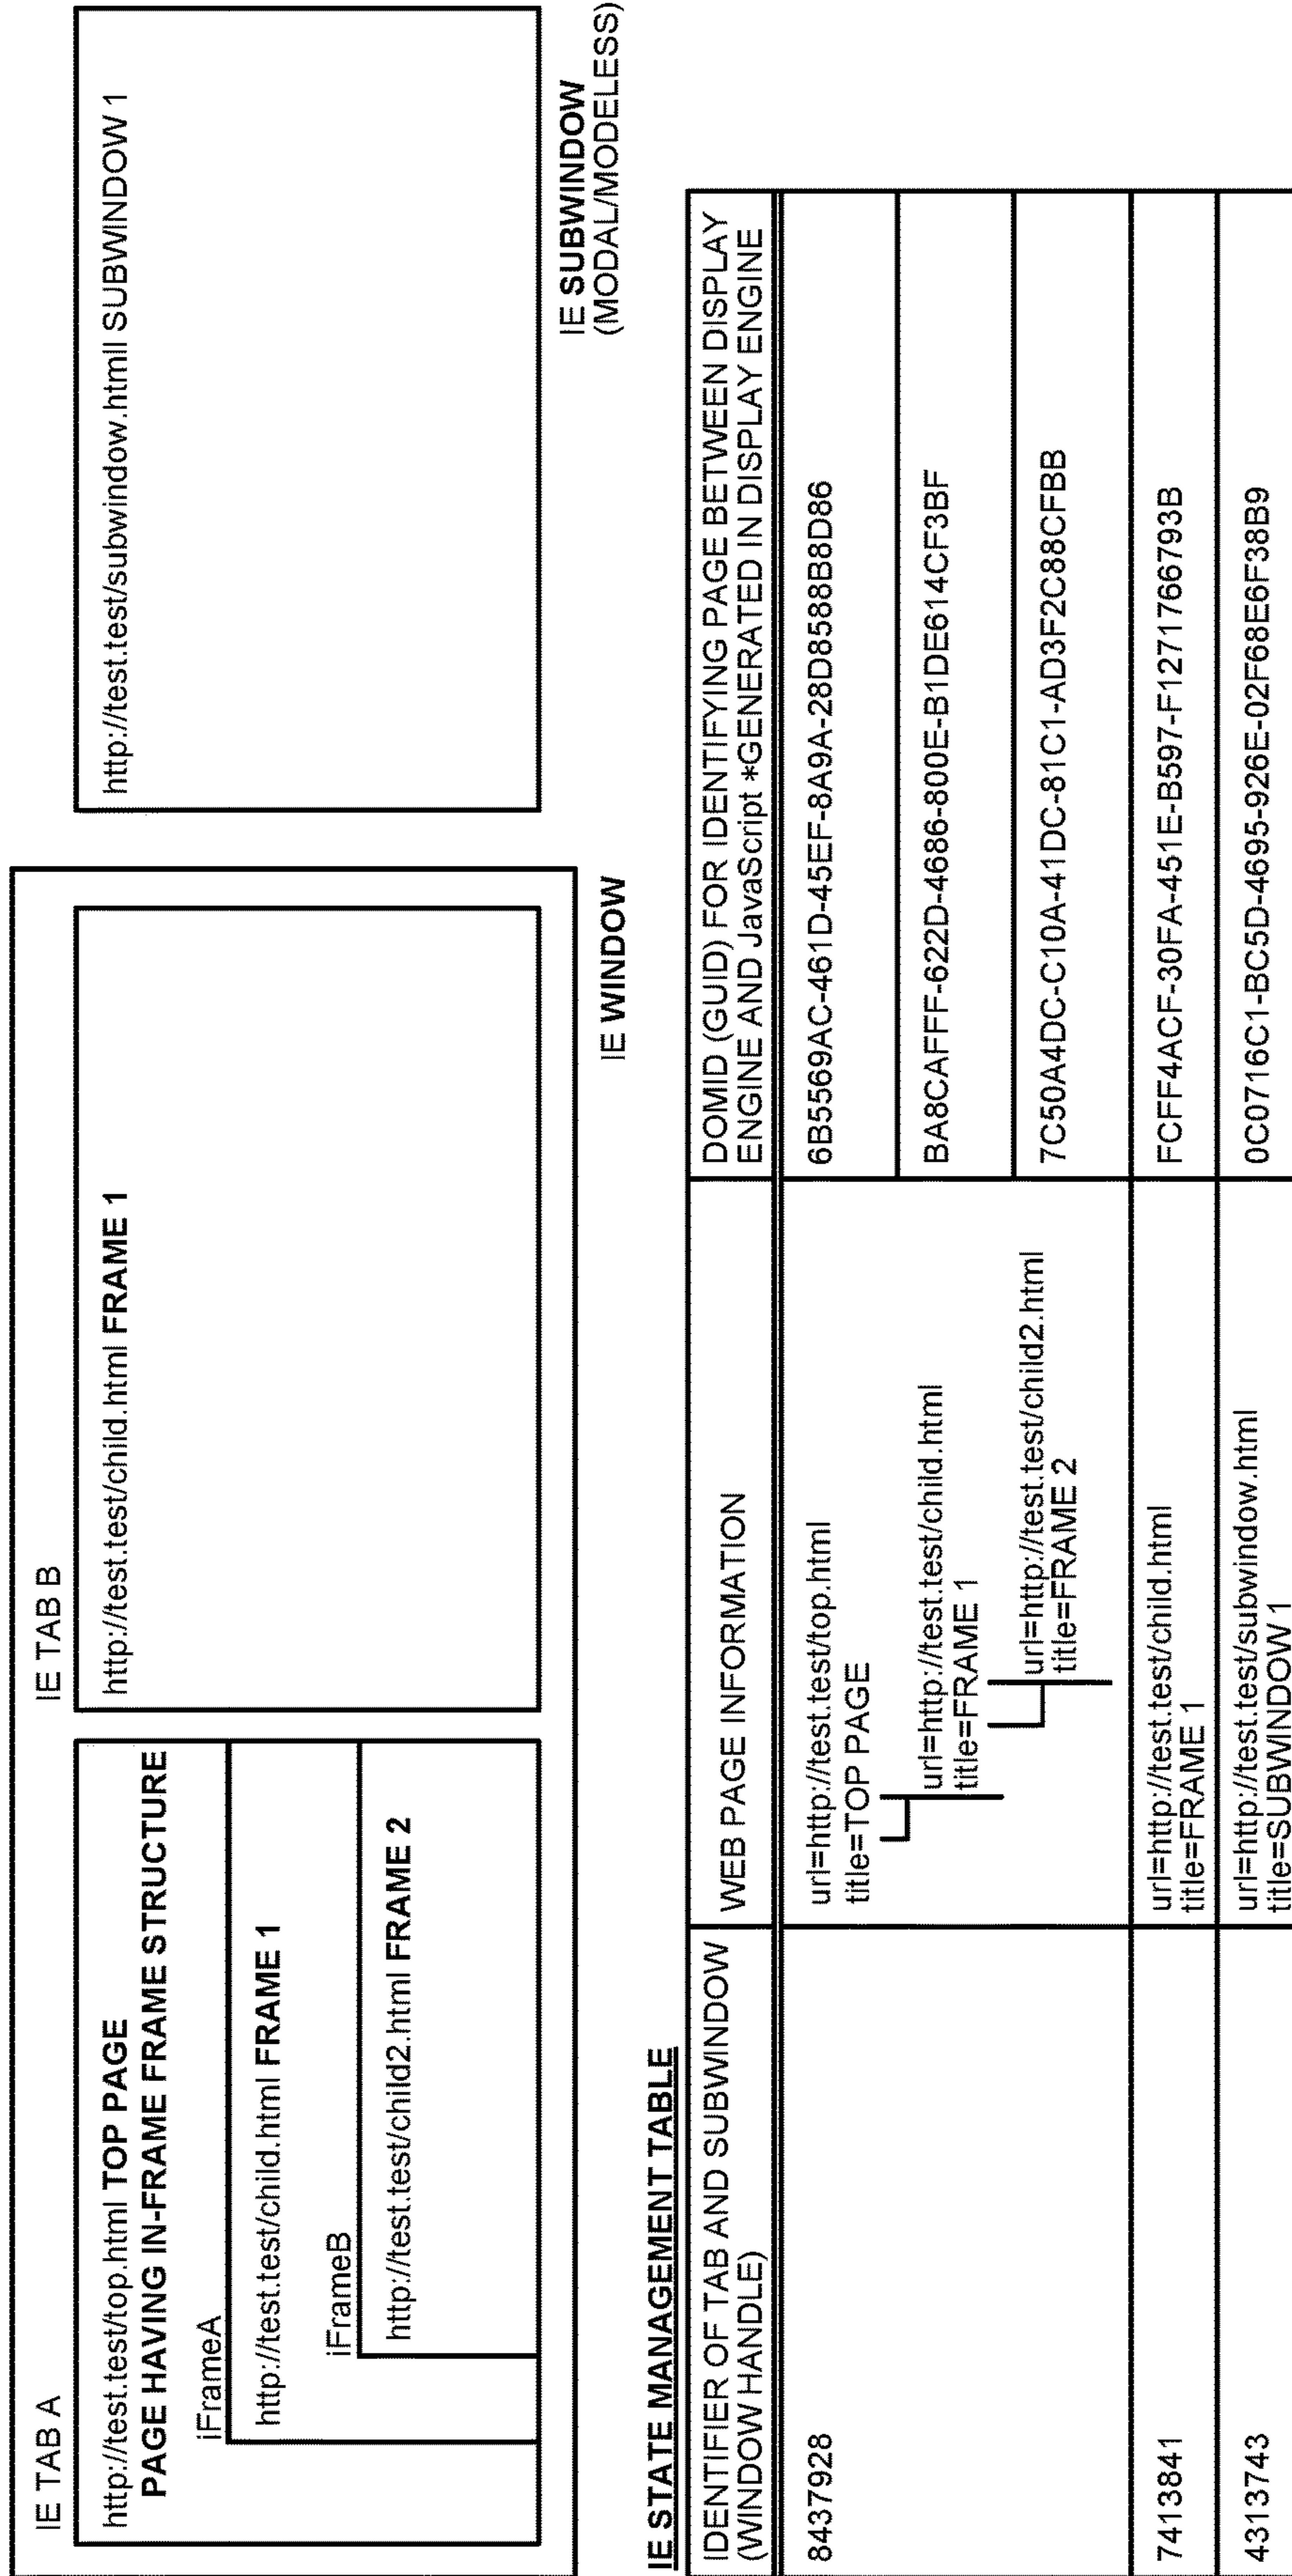 IE TAB A
http://test.test/top.html TOP PAGE
PAGE HAVING IN-FRAME FRAME STRUCTURE
iFrameA
http://test.test/child.html FRAME 1
iFrameB
http://test.test/child2.html FRAME 2
IE TAB B
http://test.test/child.html FRAME 1
IE WINDOW
http://test.test/subwindow.htmll SUBWINDOW 1
IE SUBWINDOW
(MODAL/MODELESS)
IE STATE MANAGEMENT TABLE
IDENTIFIER OF TAB AND SUBWINDOW
(WINDOW HANDLE)
WEB PAGE INFORMATION
DOMID (GUID) FOR IDENTIFYING PAGE BETWEEN DISPLAY
ENGINE AND JavaScript *GENERATED IN DISPLAY ENGINE
8437928
url=http://test.test/top.html
title=TOP PAGE
6B5569AC-461D-45EF-8A9A-28D8588B8D86
url=http://test.test/child.html
title=FRAME 1
BA8CAFFF-622D-4686-800E-B1DE614CF3BF
url=http://test.test/child2.html
title=FRAME 2
7C50A4DC-C10A-41DC-81C1-AD3F2C88CFBB
7413841
url=http://test.test/child.html
title=FRAME 1
FCFF4ACF-30FA-451E-B597-F1271766793B
4313743
url=http://test.test/subwindow.html
title=SUBWINDOW 1
0C0716C1-BC5D-4695-926E-02F68E6F38B9